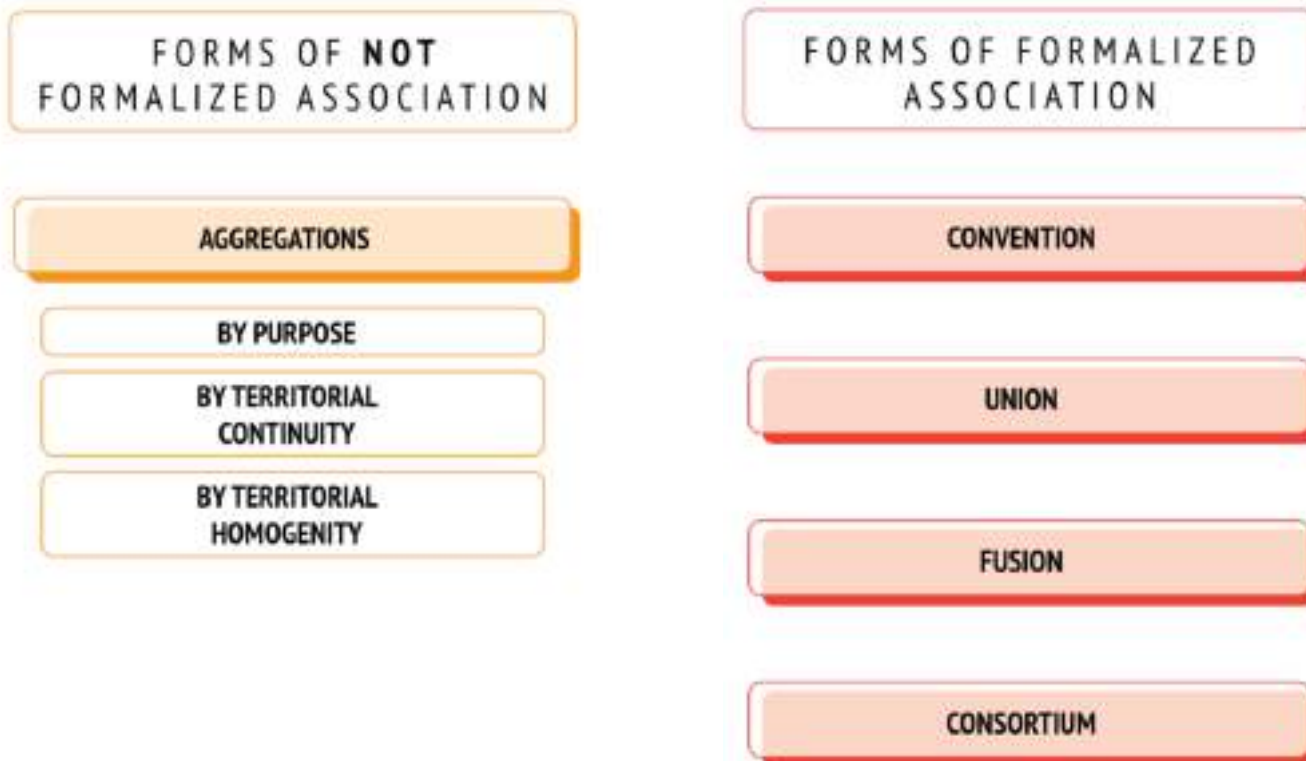 FORMS OF NOT
FORMALIZED ASSOCIATION
AGGREGATIONS
BY PURPOSE
BY TERRITORIAL
CONTINUITY
BY TERRITORIAL
HOMOGENITY
FORMS OF FORMALIZED
ASSOCIATION
CONVENTION
UNION
FUSION
CONSORTIUM